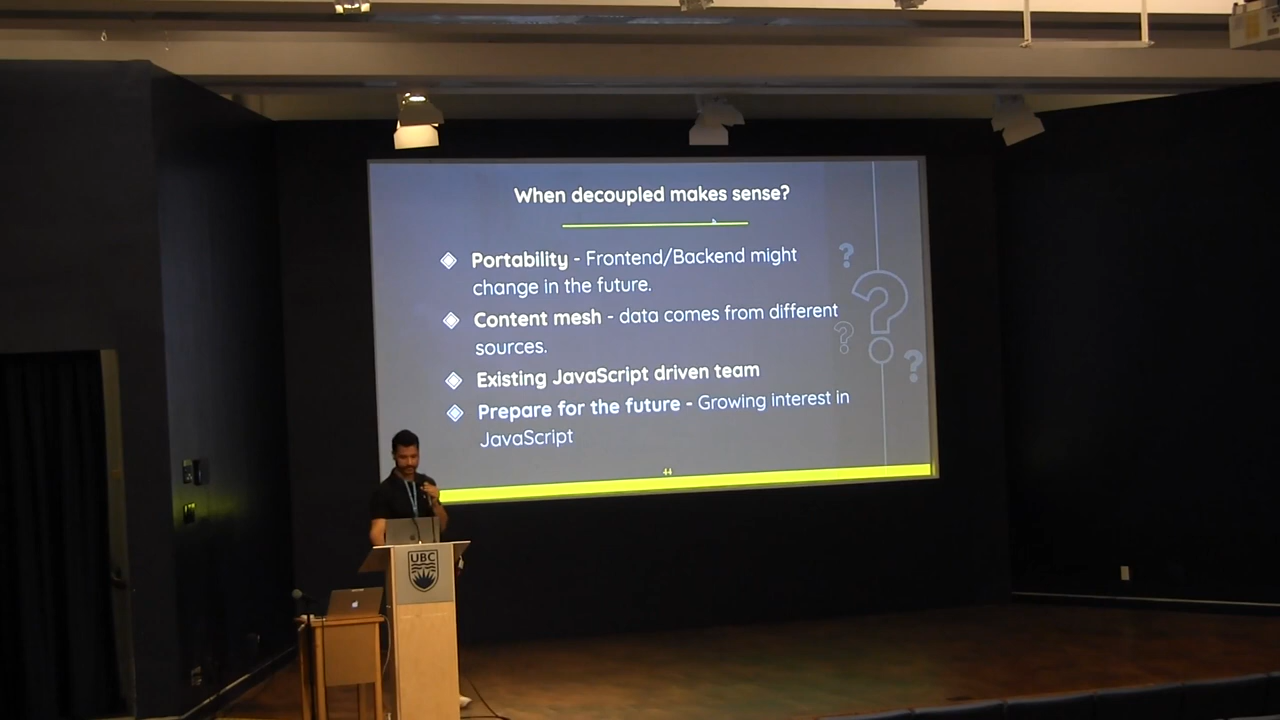 When decoupled makes sense?
Portability - Frontend/Backend might
change in the future.
Content mesh - data comes from different
sources.
Existing JavaScript driven team
Prepare for the future - Growing interest in
JavaScript
44
UBC